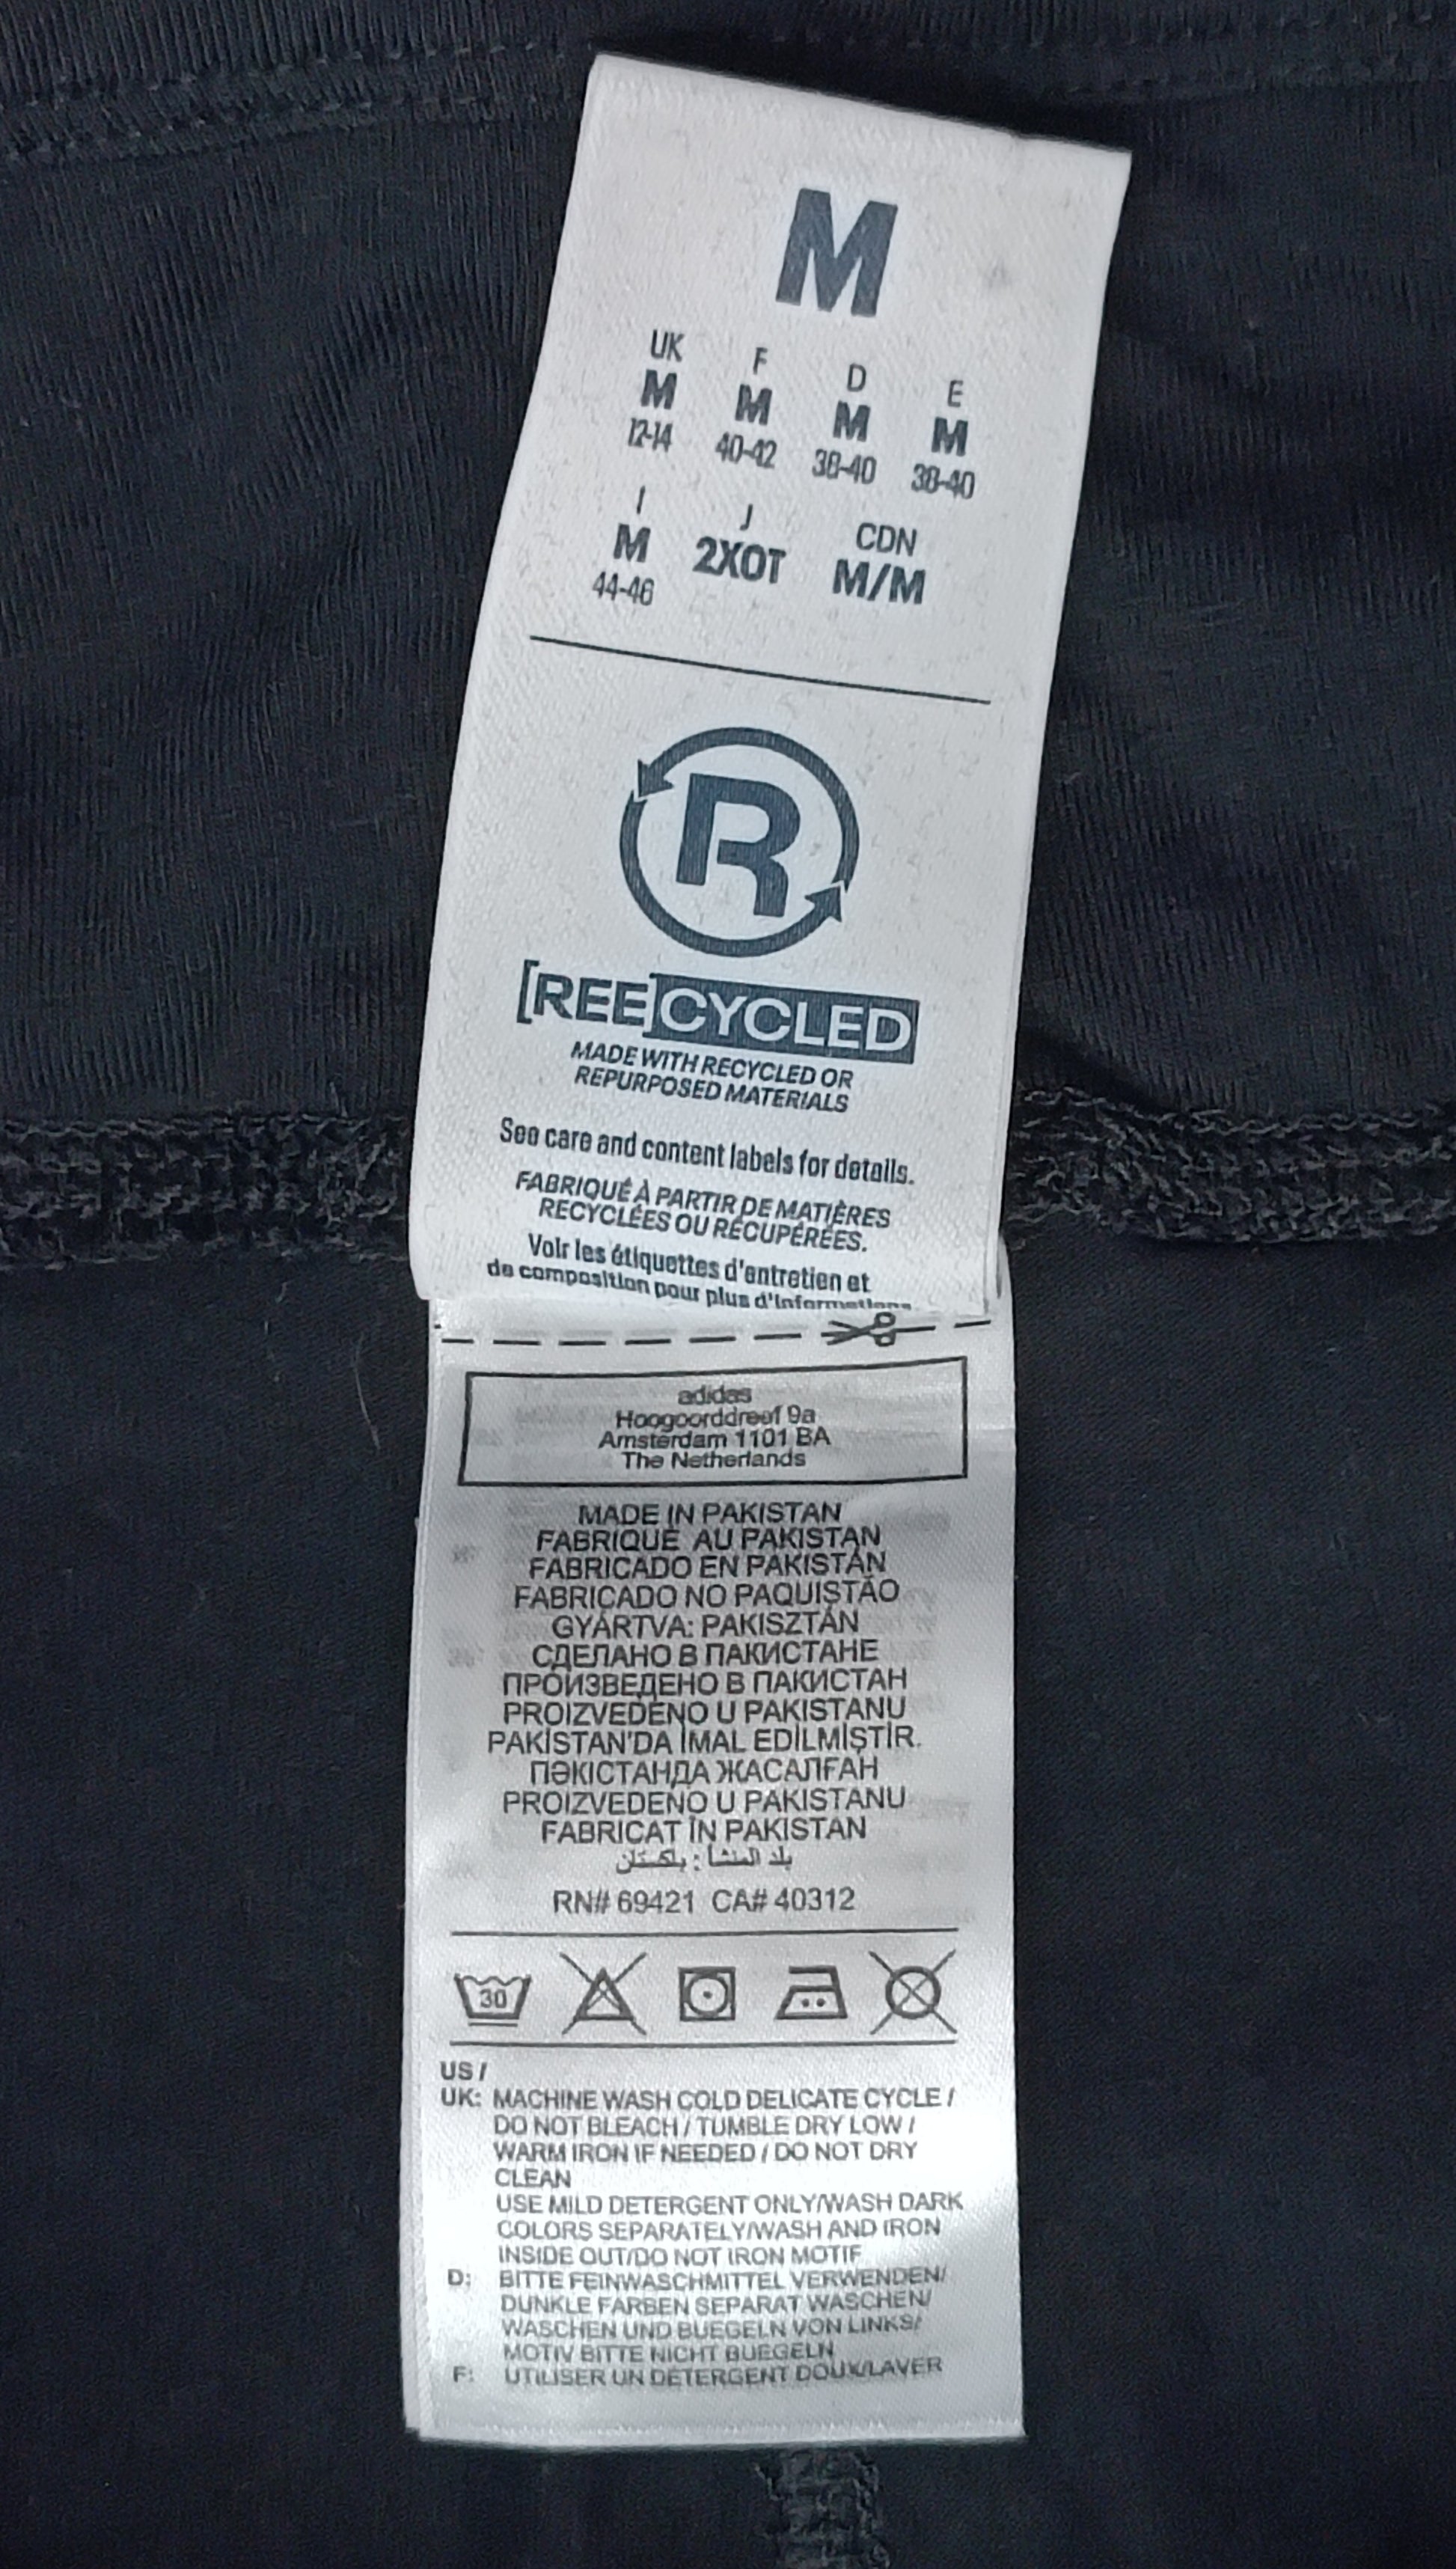 M
UK F D E
M M M M
12-14 40-42 38-40 38-40
I J CDN
M 2XOT M/M
44-46
R
[REE]CYCLED
MADE WITH RECYCLED OR
REPURPOSED MATERIALS
See care and content labels for details.
FABRIQUÉ À PARTIR DE MATIÈRES
RECYCLÉES OU RÉCUPÉRÉES.
Voir les étiquettes d'entretien et
de composition pour plus d'informations
adidas
Hoogoorddreef 9a
Amsterdam 1101 BA
The Netherlands
MADE IN PAKISTAN
FABRIQUÉ AU PAKISTAN
FABRICADO EN PAKISTÁN
FABRICADO NO PAQUISTÃO
GYÁRTVA: PAKISZTÁN
СДЕЛАНО В ПАКИСТАНЕ
ПРОИЗВЕДЕНО В ПАКИСТАН
PROIZVEDENO U PAKISTANU
PAKİSTAN'DA İMAL EDİLMİŞTİR.
ПӘКІСТАНДА ЖАСАЛҒАН
PROIZVEDENO U PAKISTANU
FABRICAT ÎN PAKISTAN
بلد المنشأ: باكستان
RN# 69421 CA# 40312
30
US /
UK: MACHINE WASH COLD DELICATE CYCLE /
DO NOT BLEACH / TUMBLE DRY LOW /
WARM IRON IF NEEDED / DO NOT DRY
CLEAN
USE MILD DETERGENT ONLY/WASH DARK
COLORS SEPARATELY/WASH AND IRON
INSIDE OUT/DO NOT IRON MOTIF
D: BITTE FEINWASCHMITTEL VERWENDEN/
DUNKLE FARBEN SEPARAT WASCHEN/
WASCHEN UND BUEGELN VON LINKS/
MOTIV BITTE NICHT BUEGELN
F: UTILISER UN DÉTERGENT DOUX/LAVER